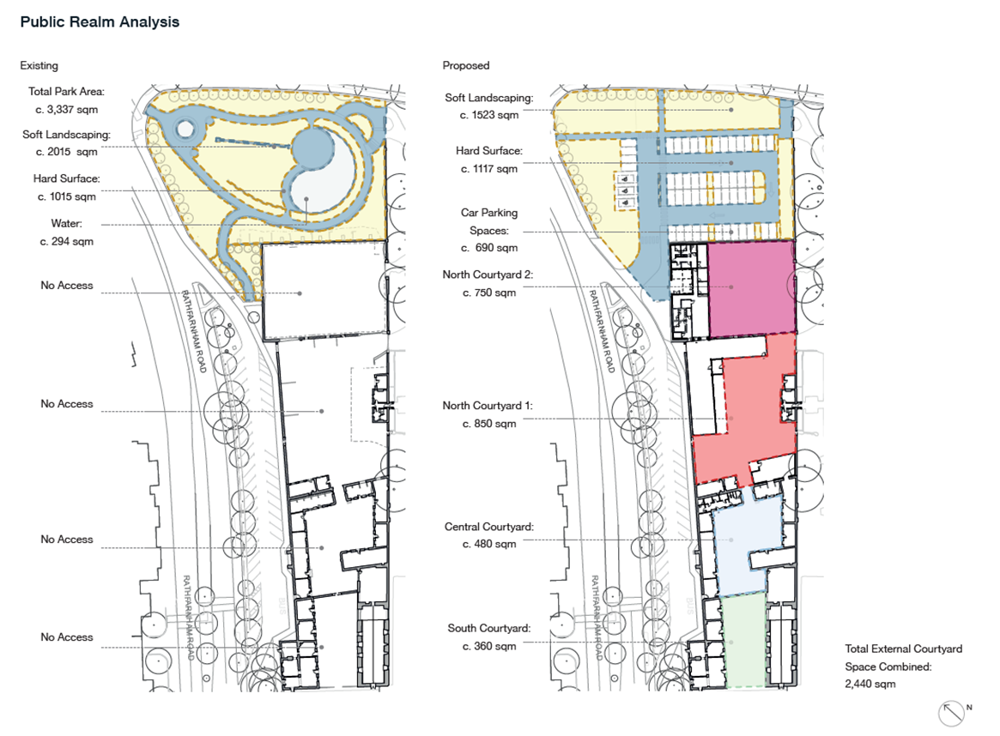 Public Realm Analysis
Existing
Total Park Area:
c. 3,337 sqm
Soft Landscaping:
c. 2015 sqm
Hard Surface:
c. 1015 sqm
Water:
c. 294 sqm
No Access
No Access
No Access
No Access
RATHFARNHAM ROAD
RATHFARNHAM ROAD
BUS
Proposed
Soft Landscaping:
c. 1523 sqm
Hard Surface:
c. 1117 sqm
Car Parking
Spaces:
c. 690 sqm
North Courtyard 2:
c. 750 sqm
North Courtyard 1:
c. 850 sqm
Central Courtyard:
c. 480 sqm
South Courtyard:
c. 360 sqm
RATHFARNHAM ROAD
RATHFARNHAM ROAD
BUS
Total External Courtyard
Space Combined:
2,440 sqm
N